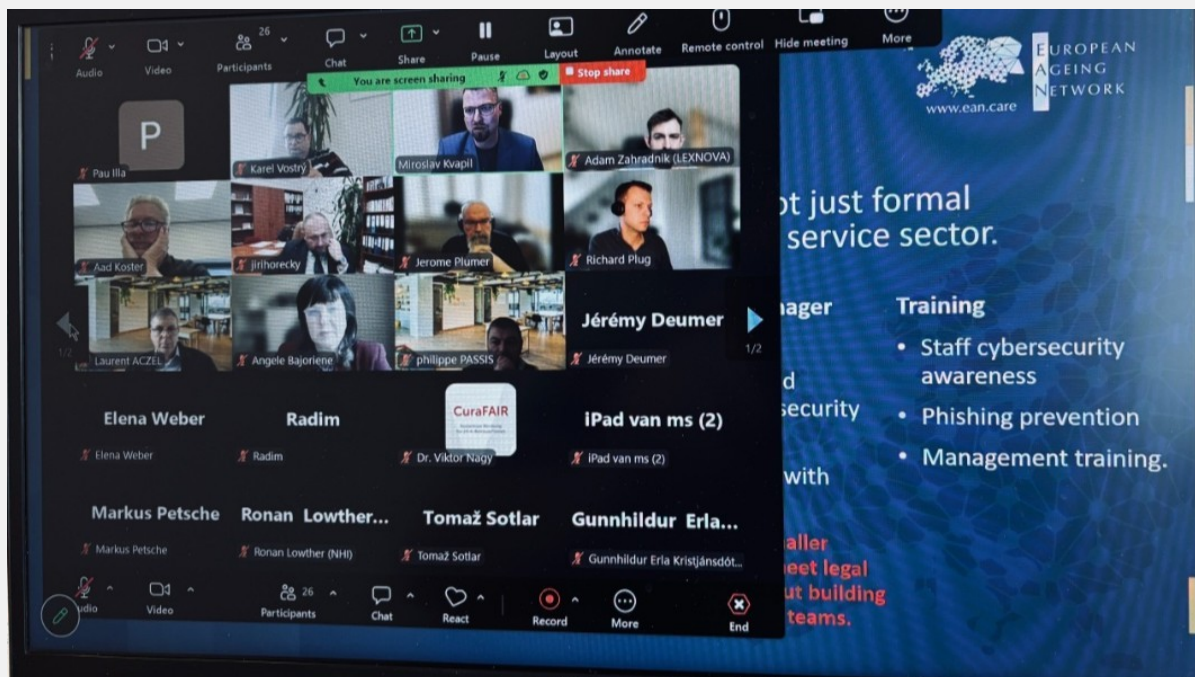 Audio
Video
26
Participants
Chat
Share
Pause
Layout
Annotate
Remote control
Hide meeting
More
You are screen sharing
Stop share
P
Pau Illa
Karel Vostrý
Miroslav Kvapil
Adam Zahradnik (LEXNOVA)
Aad Koster
jirihorecky
Jerome Plumer
Richard Plug
Laurent ACZEL
Angele Bajoriene
philippe PASSIS
Jérémy Deumer
Jérémy Deumer
1/2
1/2
Elena Weber
Elena Weber
Radim
Radim
CuraFAIR
Dr. Viktor Nagy
iPad van ms (2)
iPad van ms (2)
Markus Petsche
Markus Petsche
Ronan Lowther...
Ronan Lowther (NHI)
Tomaž Sotlar
Tomaž Sotlar
Gunnhildur Erla...
Gunnhildur Erla Kristjánsdót...
udio
Video
26
Participants
Chat
React
Record
More
End
www.ean.care
EUROPEAN
AGEING
NETWORK
ot just formal
service sector.
ager
d
security
with
Training
• Staff cybersecurity
awareness
• Phishing prevention
• Management training.
aller
eet legal
ut building
teams.